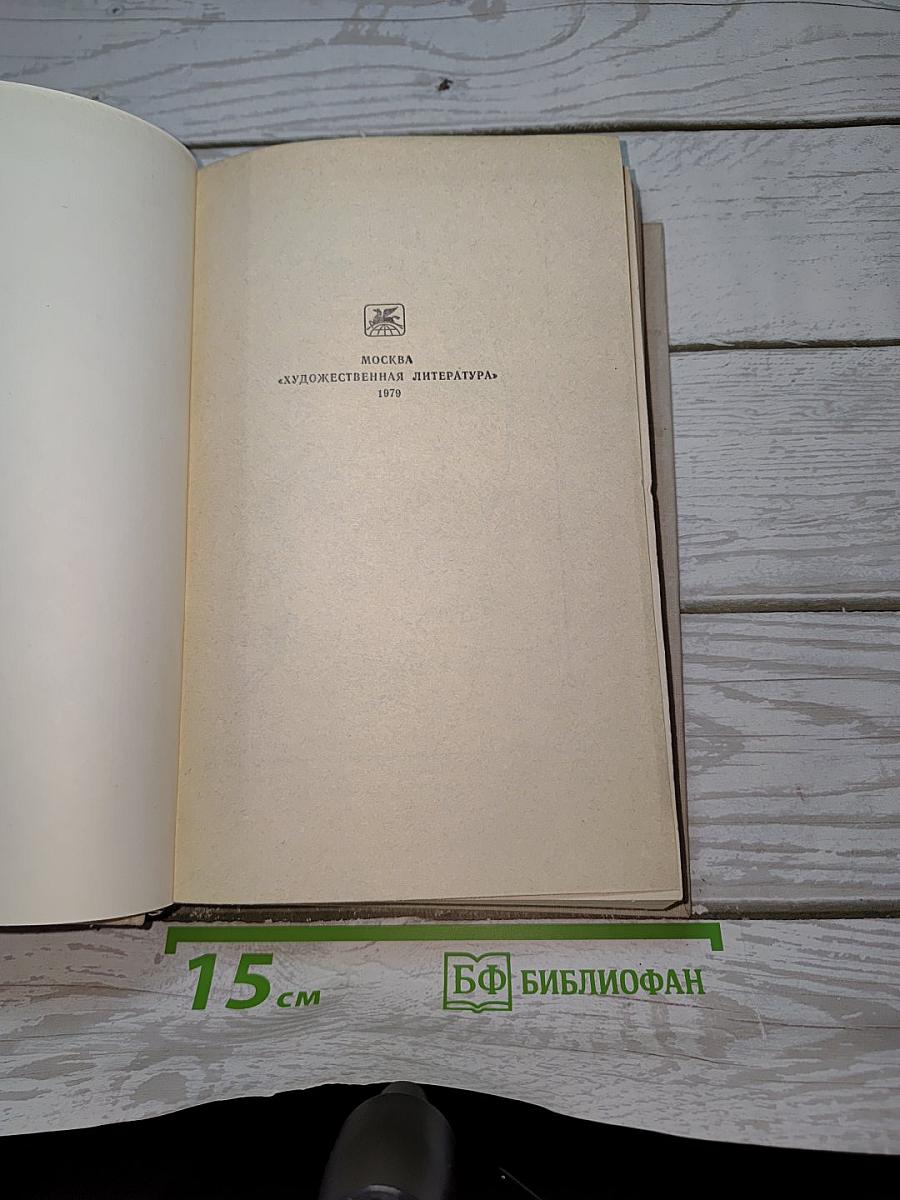 МОСКВА
«ХУДОЖЕСТВЕННАЯ ЛИТЕРАТУРА»
1979
15 см
БФ БИБЛИОФАН